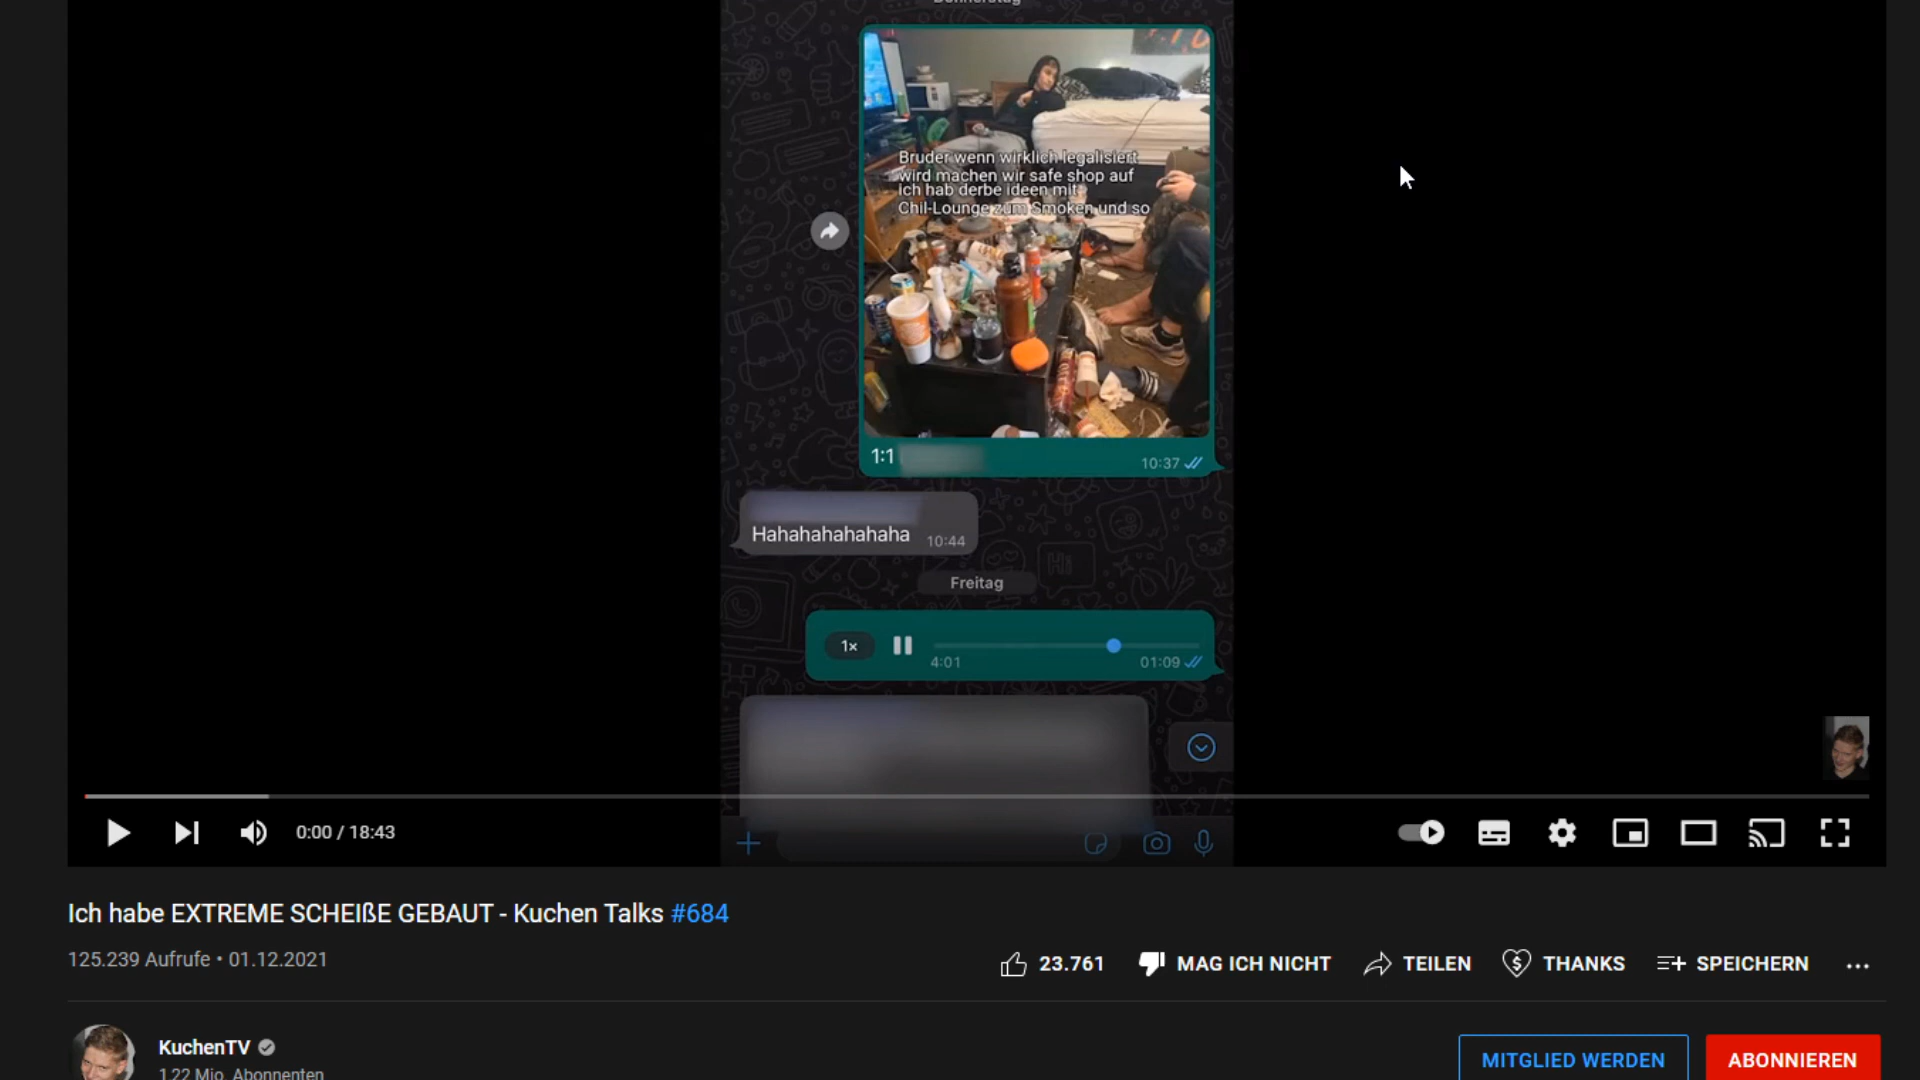 Donnerstag
Bruder wenn wirklich legalisiert
wird machen wir safe shop auf
ich hab derbe ideen mit
Chil-Lounge zum Smoken und so
1:1
10:37
Hahahahahahaha
10:44
Freitag
1×
4:01
01:09
0:00 / 18:43
Ich habe EXTREME SCHEIßE GEBAUT - Kuchen Talks #684
125.239 Aufrufe • 01.12.2021
23.761
MAG ICH NICHT
TEILEN
THANKS
SPEICHERN
KuchenTV
1,22 Mio. Abonnenten
MITGLIED WERDEN
ABONNIEREN